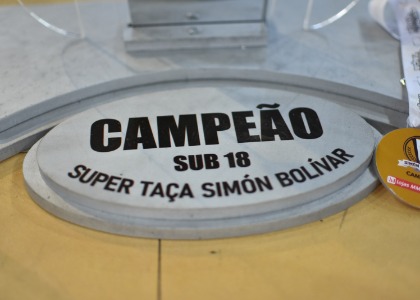 CAMPEÃO
SUB 18
SUPER TAÇA SIMÓN BOLÍVAR